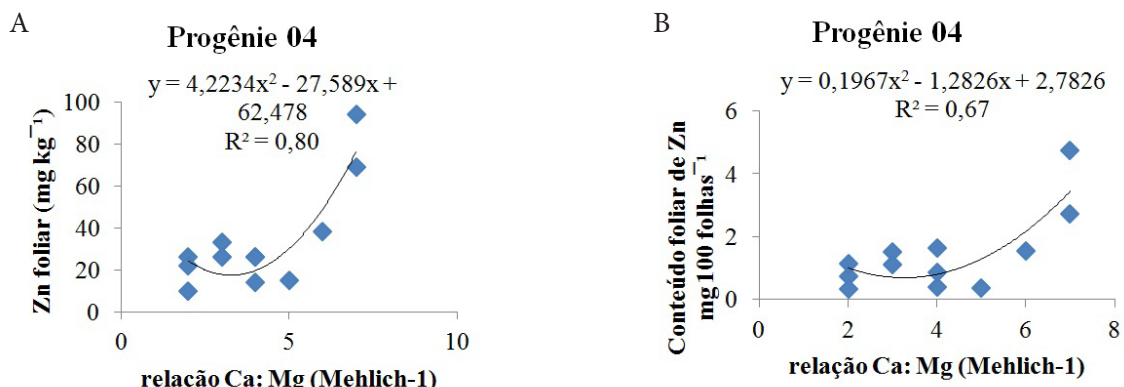 A
Progênie 04
y = 4,2234x² - 27,589x +
62,478
R² = 0,80
Zn foliar (mg kg⁻¹)
100
80
60
40
20
0
0 5 10
relação Ca: Mg (Mehlich-1)
B
Progênie 04
y = 0,1967x² - 1,2826x + 2,7826
R² = 0,67
Conteúdo foliar de Zn
mg 100 folhas⁻¹
6
4
2
0
0 2 4 6 8
relação Ca: Mg (Mehlich-1)